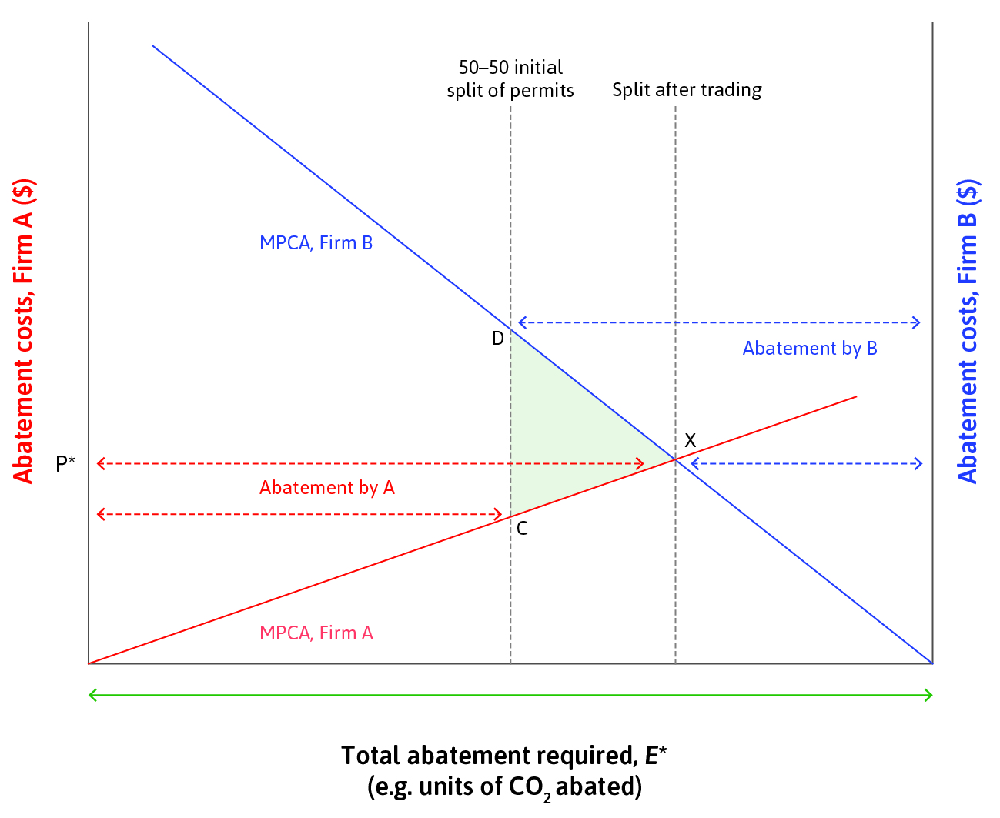 50–50 initial
split of permits
Split after trading
Abatement costs, Firm A ($)
Abatement costs, Firm B ($)
MPCA, Firm B
D
Abatement by B
X
P*
Abatement by A
C
MPCA, Firm A
Total abatement required, E*
(e.g. units of CO₂ abated)